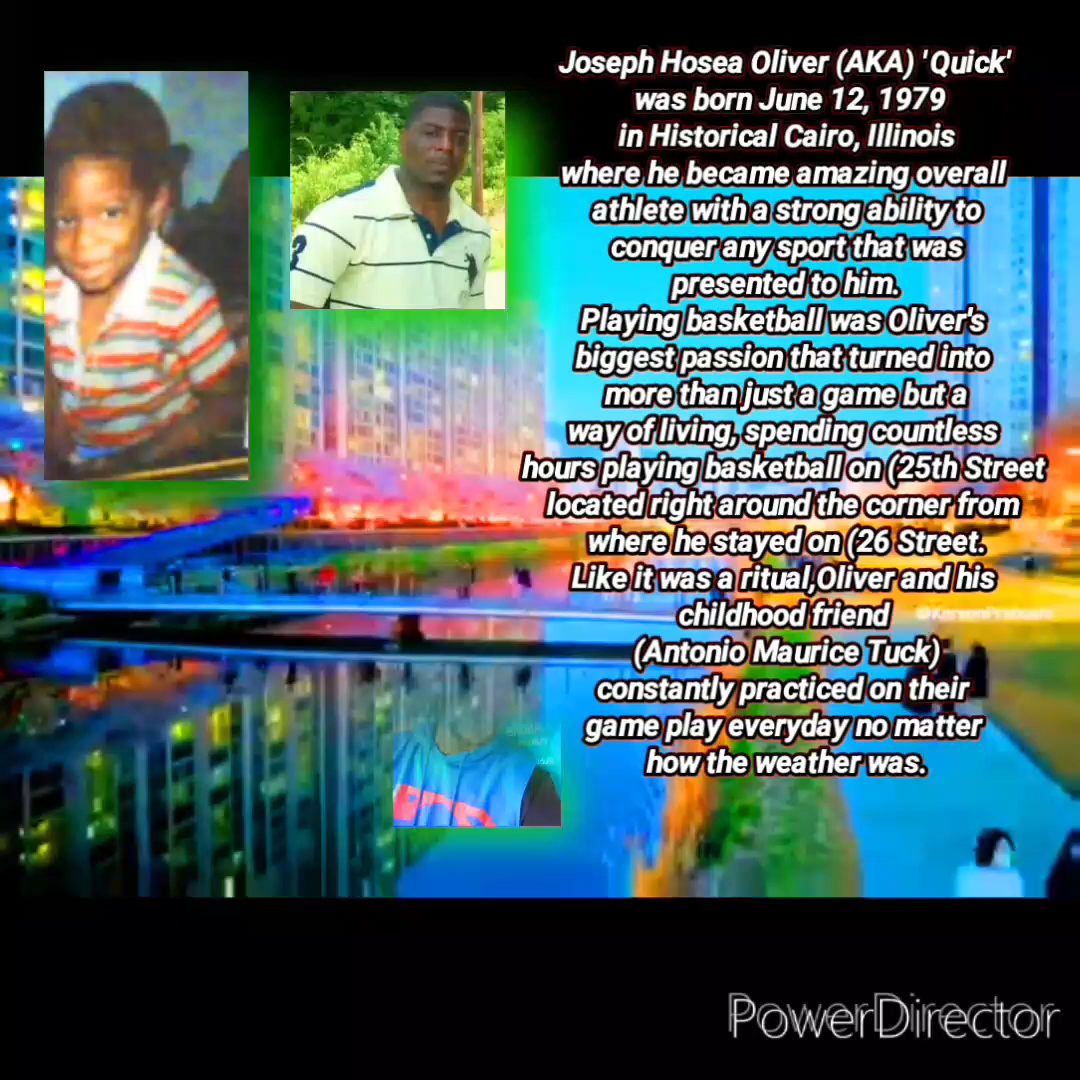 Joseph Hosea Oliver (AKA) 'Quick'
was born June 12, 1979
in Historical Cairo, Illinois
where he became amazing overall
athlete with a strong ability to
conquer any sport that was
presented to him.
Playing basketball was Oliver's
biggest passion that turned into
more than just a game but a
way of living, spending countless
hours playing basketball on (25th Street
located right around the corner from
where he stayed on (26 Street.
Like it was a ritual,Oliver and his
childhood friend
(Antonio Maurice Tuck)
constantly practiced on their
game play everyday no matter
how the weather was.
PowerDirector